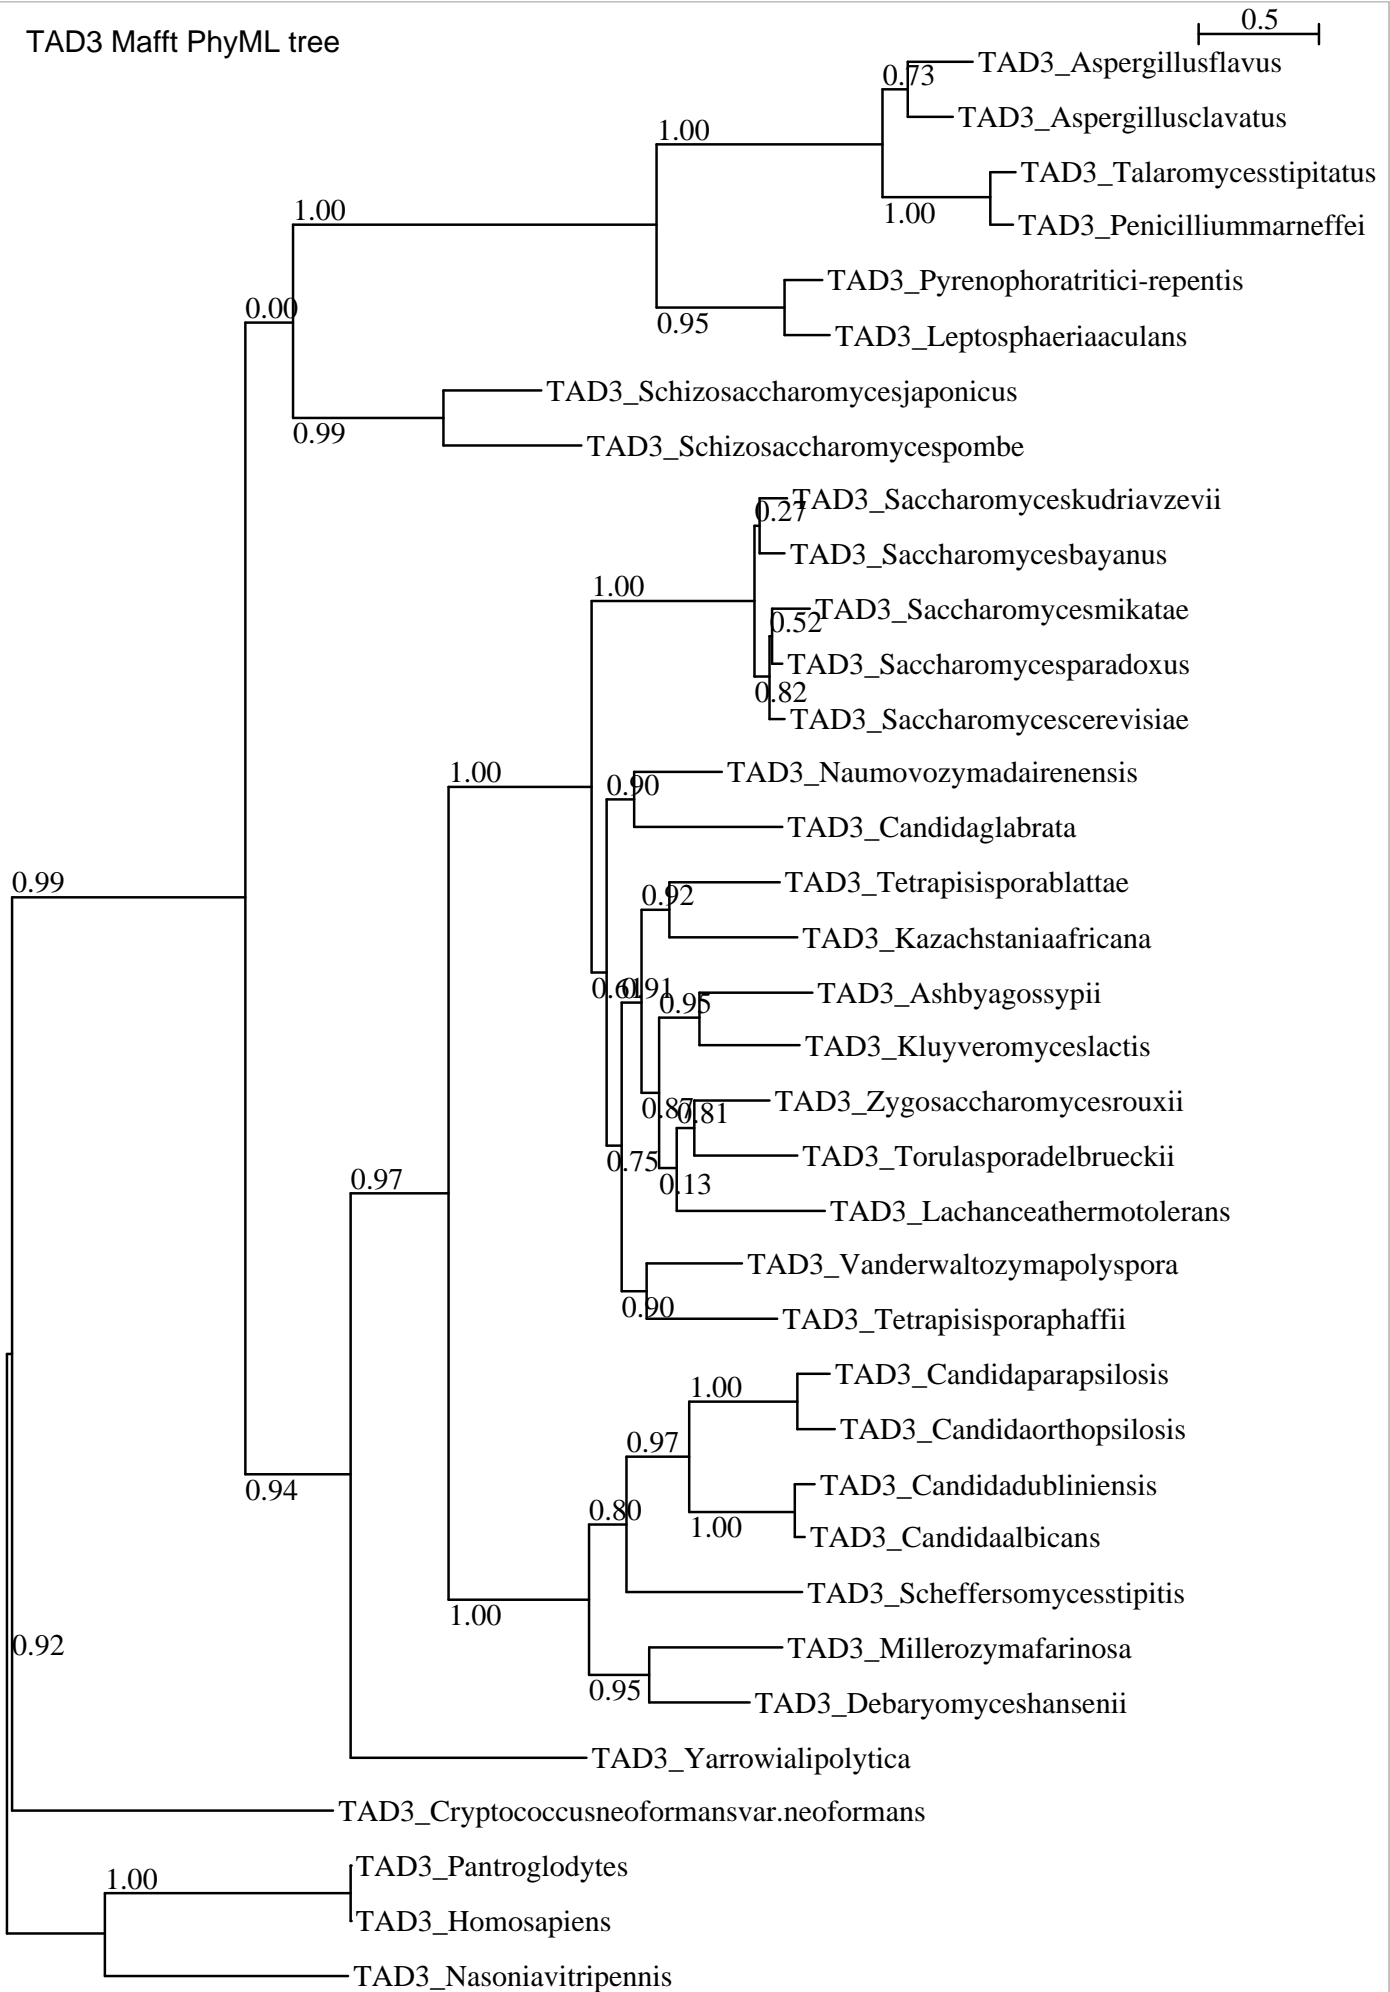 0.5
TAD3 Mafft PhyML tree
TAD3_Aspergillusflavus
0.73
TAD3_Aspergillusclavatus
1.00
TAD3_Talaromycesstipitatus
1.00
1.00
TAD3_Penicilliummarneffei
TAD3_Pyrenophoratritici-repentis
0.00
0.95
TAD3_Leptosphaeriaaculans
TAD3_Schizosaccharomycesjaponicus
0.99
TAD3_Schizosaccharomycespombe
TAD3_Saccharomyceskudriavzevii
0.27
TAD3_Saccharomycesbayanus
1.00
TAD3_Saccharomycesmikatae
0.52
TAD3_Saccharomycesparadoxus
0.82
TAD3_Saccharomycescerevisiae
1.00
TAD3_Naumovozymadairenensis
0.90
TAD3_Candidaglabrata
0.99
TAD3_Tetrapisisporablattae
0.92
TAD3_Kazachstaniaafricana
0.61
0.91
TAD3_Ashbyagossypii
0.95
TAD3_Kluyveromyceslactis
TAD3_Zygosaccharomycesrouxii
0.87
0.81
TAD3_Torulasporadelbrueckii
0.75
0.97
0.13
TAD3_Lachanceathermotolerans
TAD3_Vanderwaltozymapolyspora
0.90
TAD3_Tetrapisisporaphaffii
TAD3_Candidaparapsilosis
1.00
TAD3_Candidaorthopsilosis
0.97
TAD3_Candidadubliniensis
0.94
0.80
1.00
TAD3_Candidaalbicans
TAD3_Scheffersomycesstipitis
1.00
0.92
TAD3_Millerozymafarinosa
0.95
TAD3_Debaryomyceshansenii
TAD3_Yarrowialipolytica
TAD3_Cryptococcusneoformansvar.neoformans
TAD3_Pantroglodytes
1.00
TAD3_Homosapiens
TAD3_Nasoniavitripennis